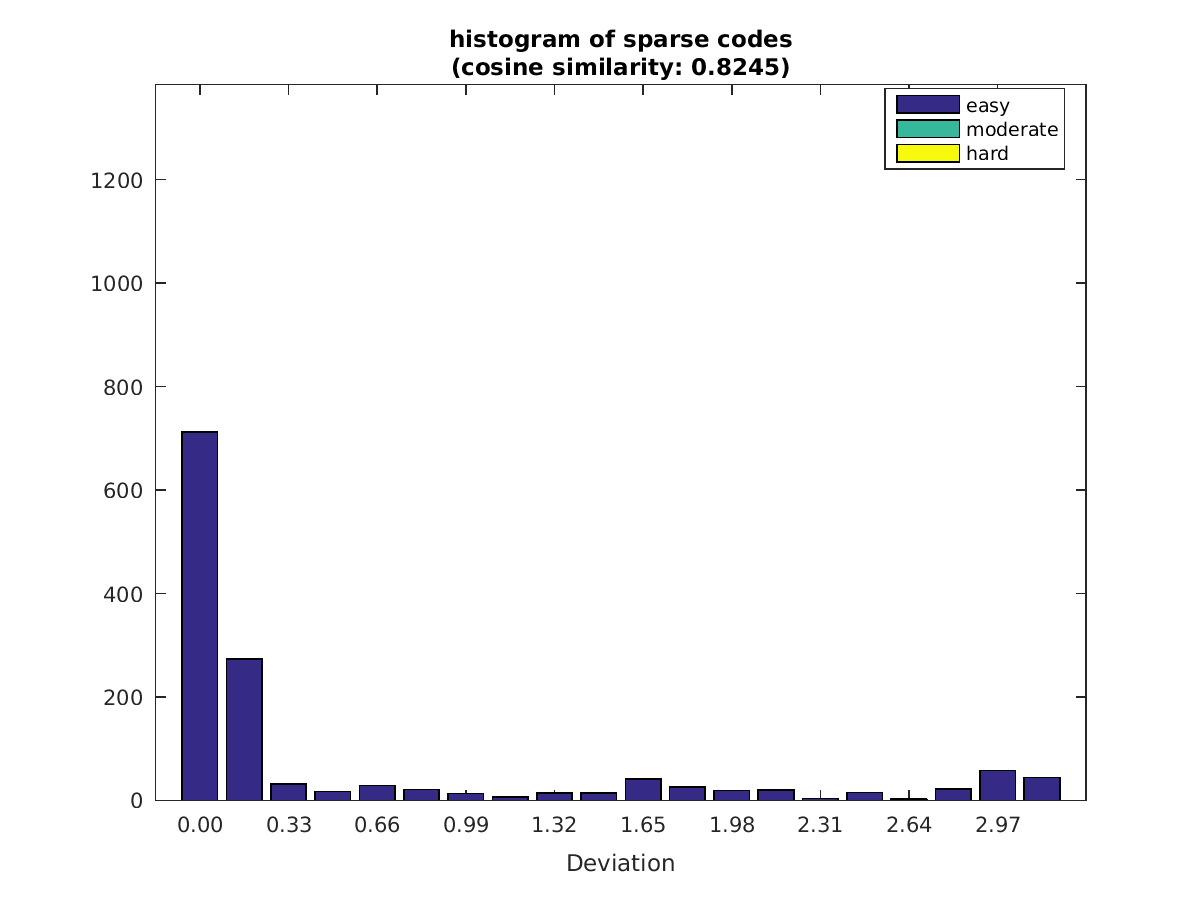 histogram of sparse codes
(cosine similarity: 0.8245)
easy
moderate
hard
1200
1000
800
600
400
200
0
0.00 0.33 0.66 0.99 1.32 1.65 1.98 2.31 2.64 2.97
Deviation